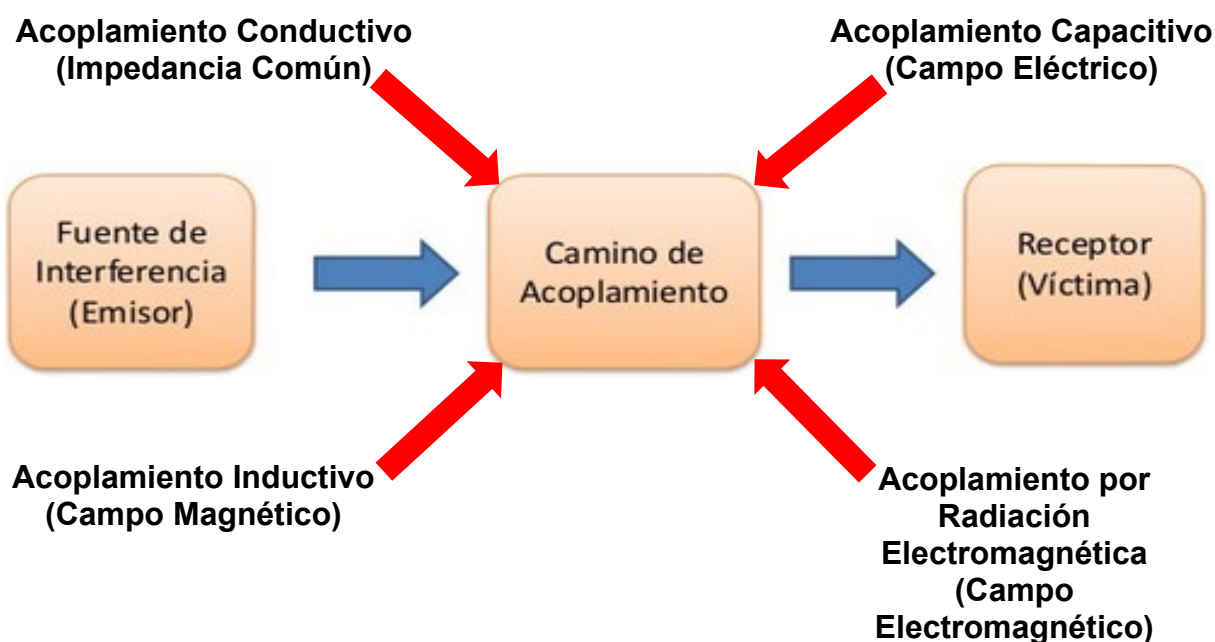 Acoplamiento Conductivo
(Impedancia Común)
Acoplamiento Capacitivo
(Campo Eléctrico)
Fuente de
Interferencia
(Emisor)
Camino de
Acoplamiento
Receptor
(Víctima)
Acoplamiento Inductivo
(Campo Magnético)
Acoplamiento por
Radiación
Electromagnética
(Campo
Electromagnético)